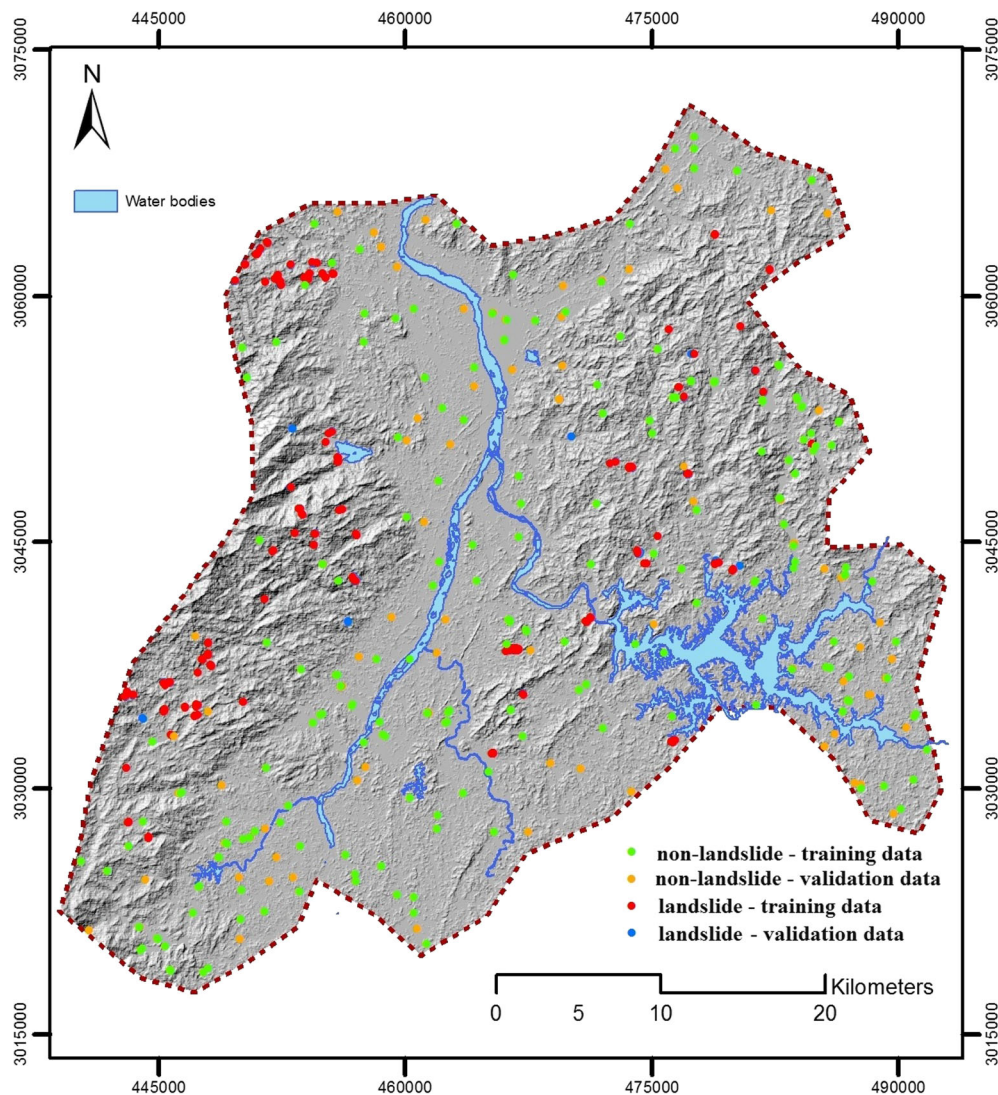 445000 460000 475000 490000
3075000 3075000
N
Water bodies
3060000 3060000
3045000 3045000
3030000 3030000
non-landslide - training data
non-landslide - validation data
landslide - training data
landslide - validation data
Kilometers
0 5 10 20
3015000 3015000
445000 460000 475000 490000